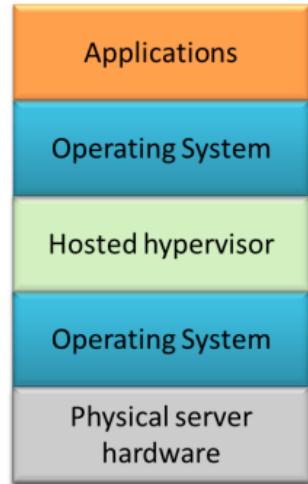 Applications
Operating System
Hosted hypervisor
Operating System
Physical server
hardware